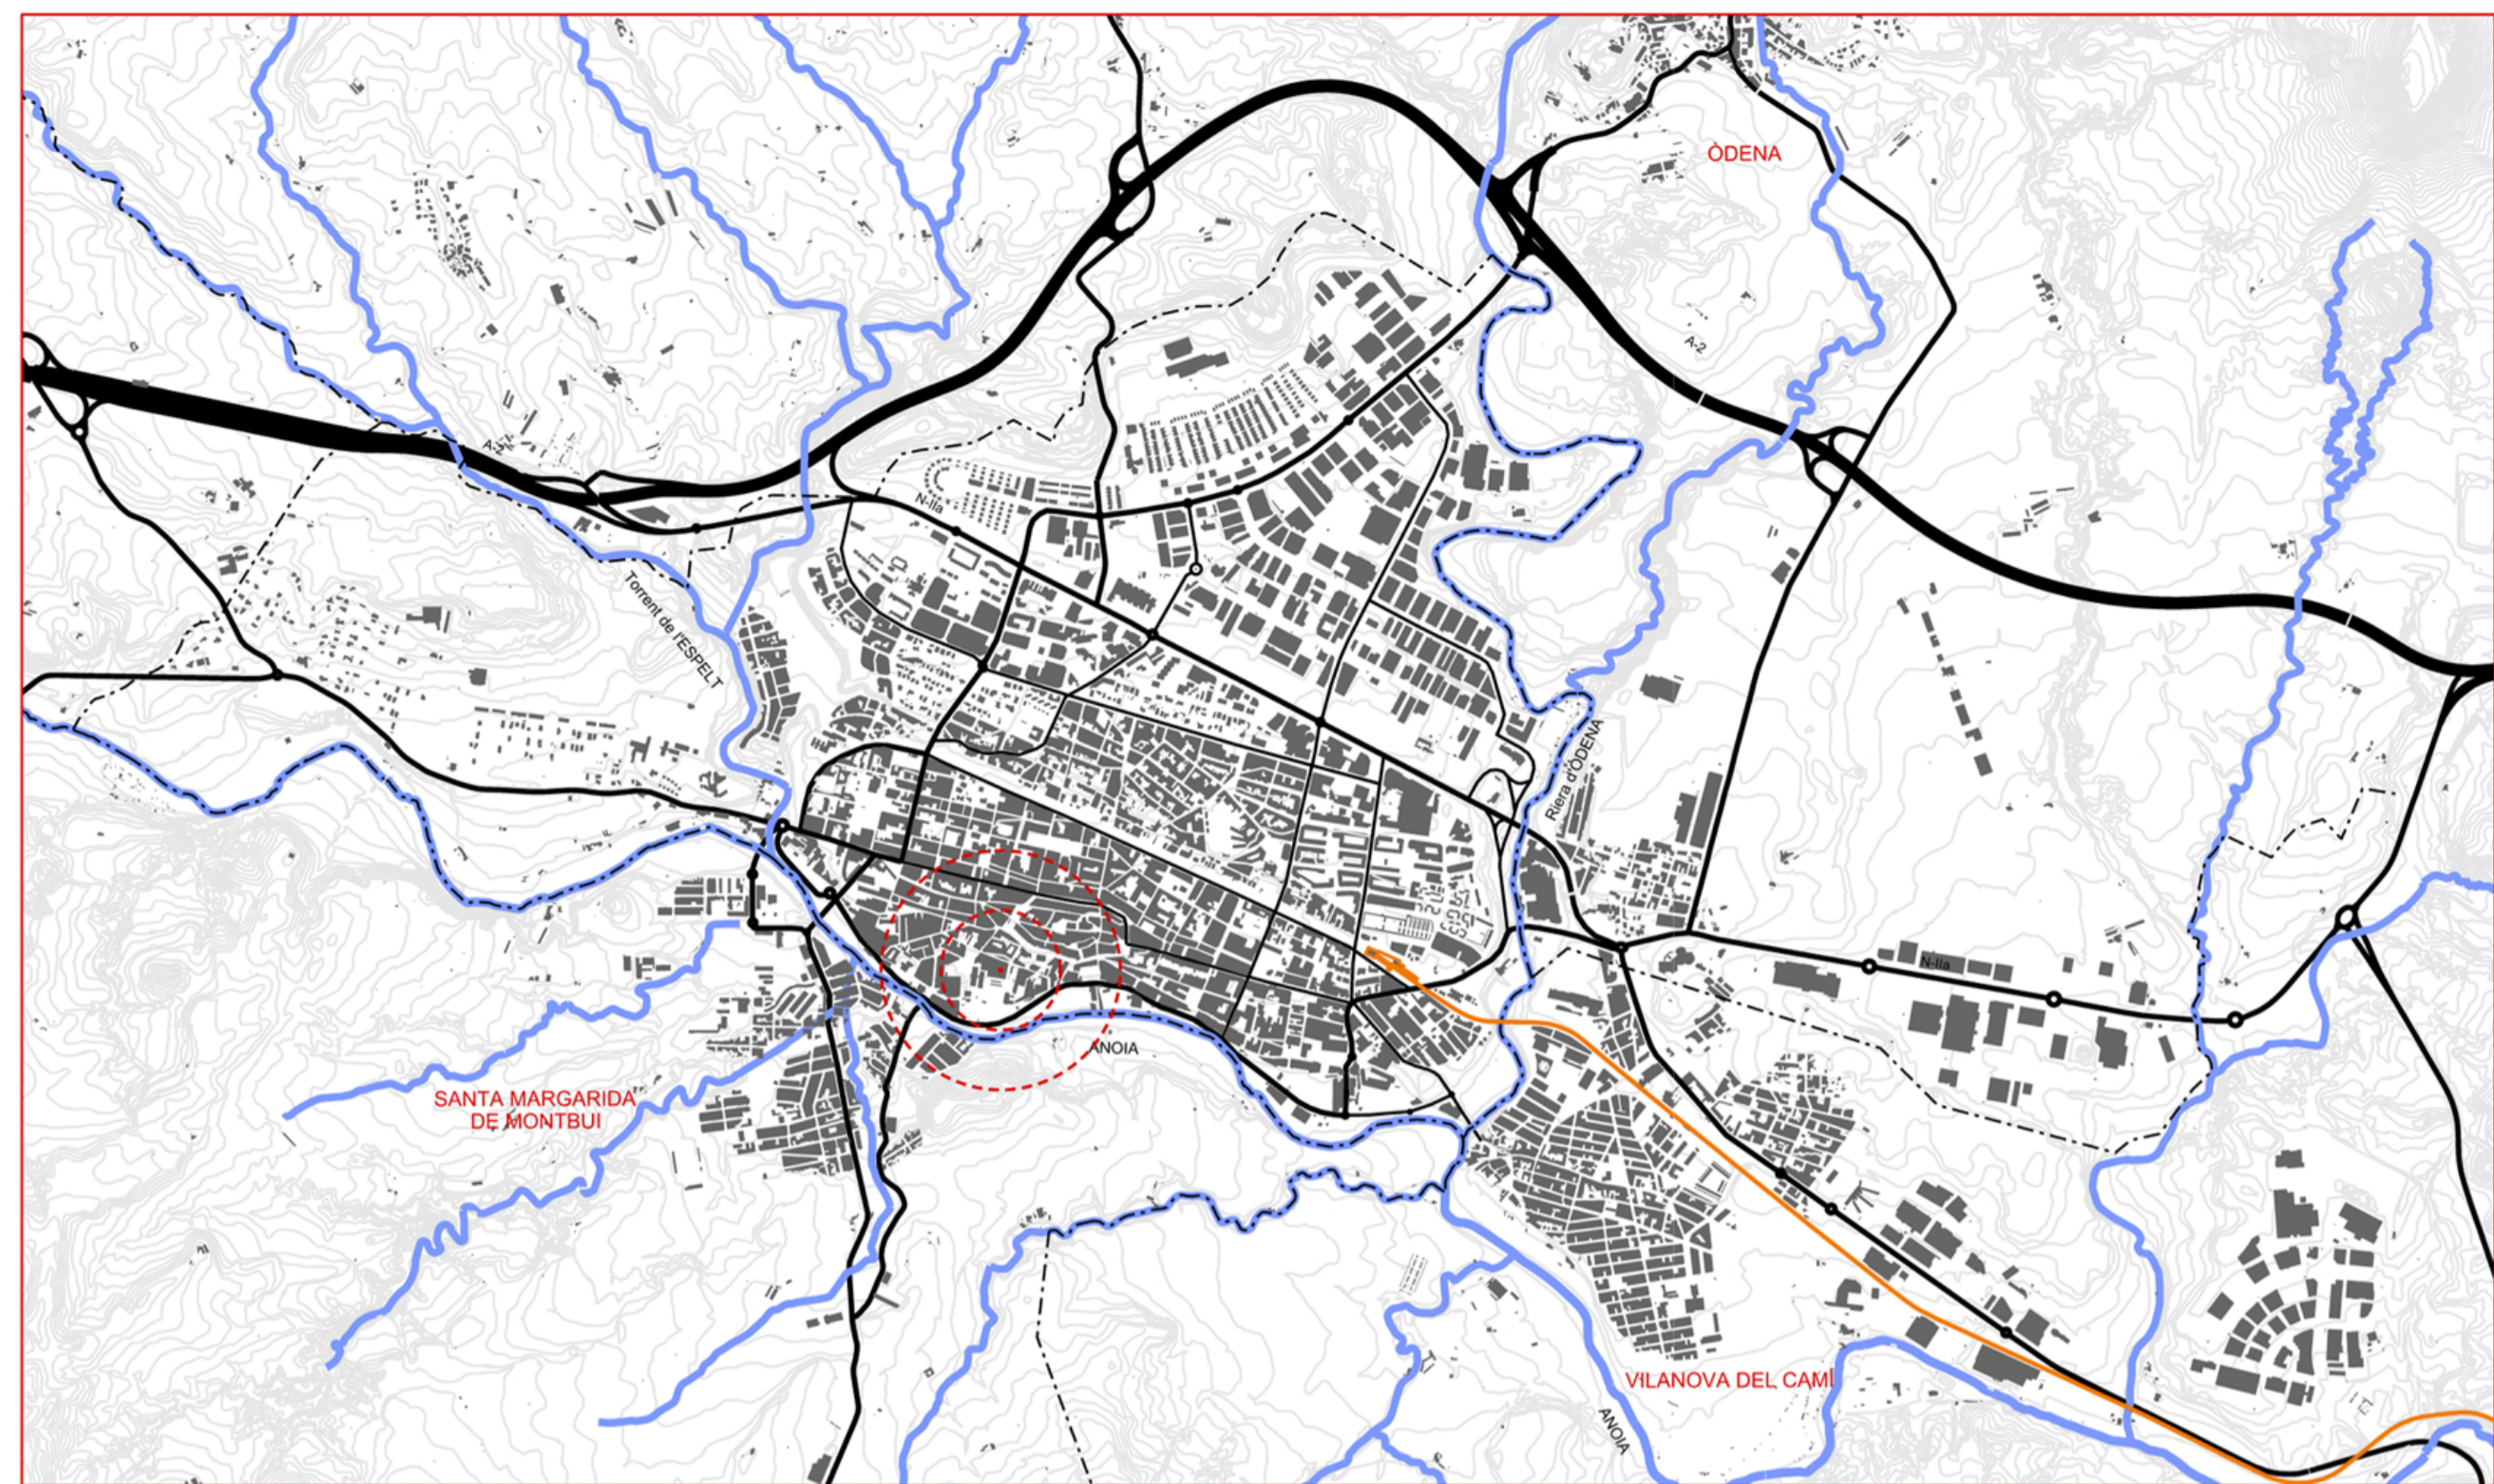 ÒDENA
A-2
A-2
N-IIa
Torrent de l'ESPELT
Riera d'ÒDENA
N-IIa
ANOIA
SANTA MARGARIDA
DE MONTBUI
VILANOVA DEL CAMÍ
ANOIA